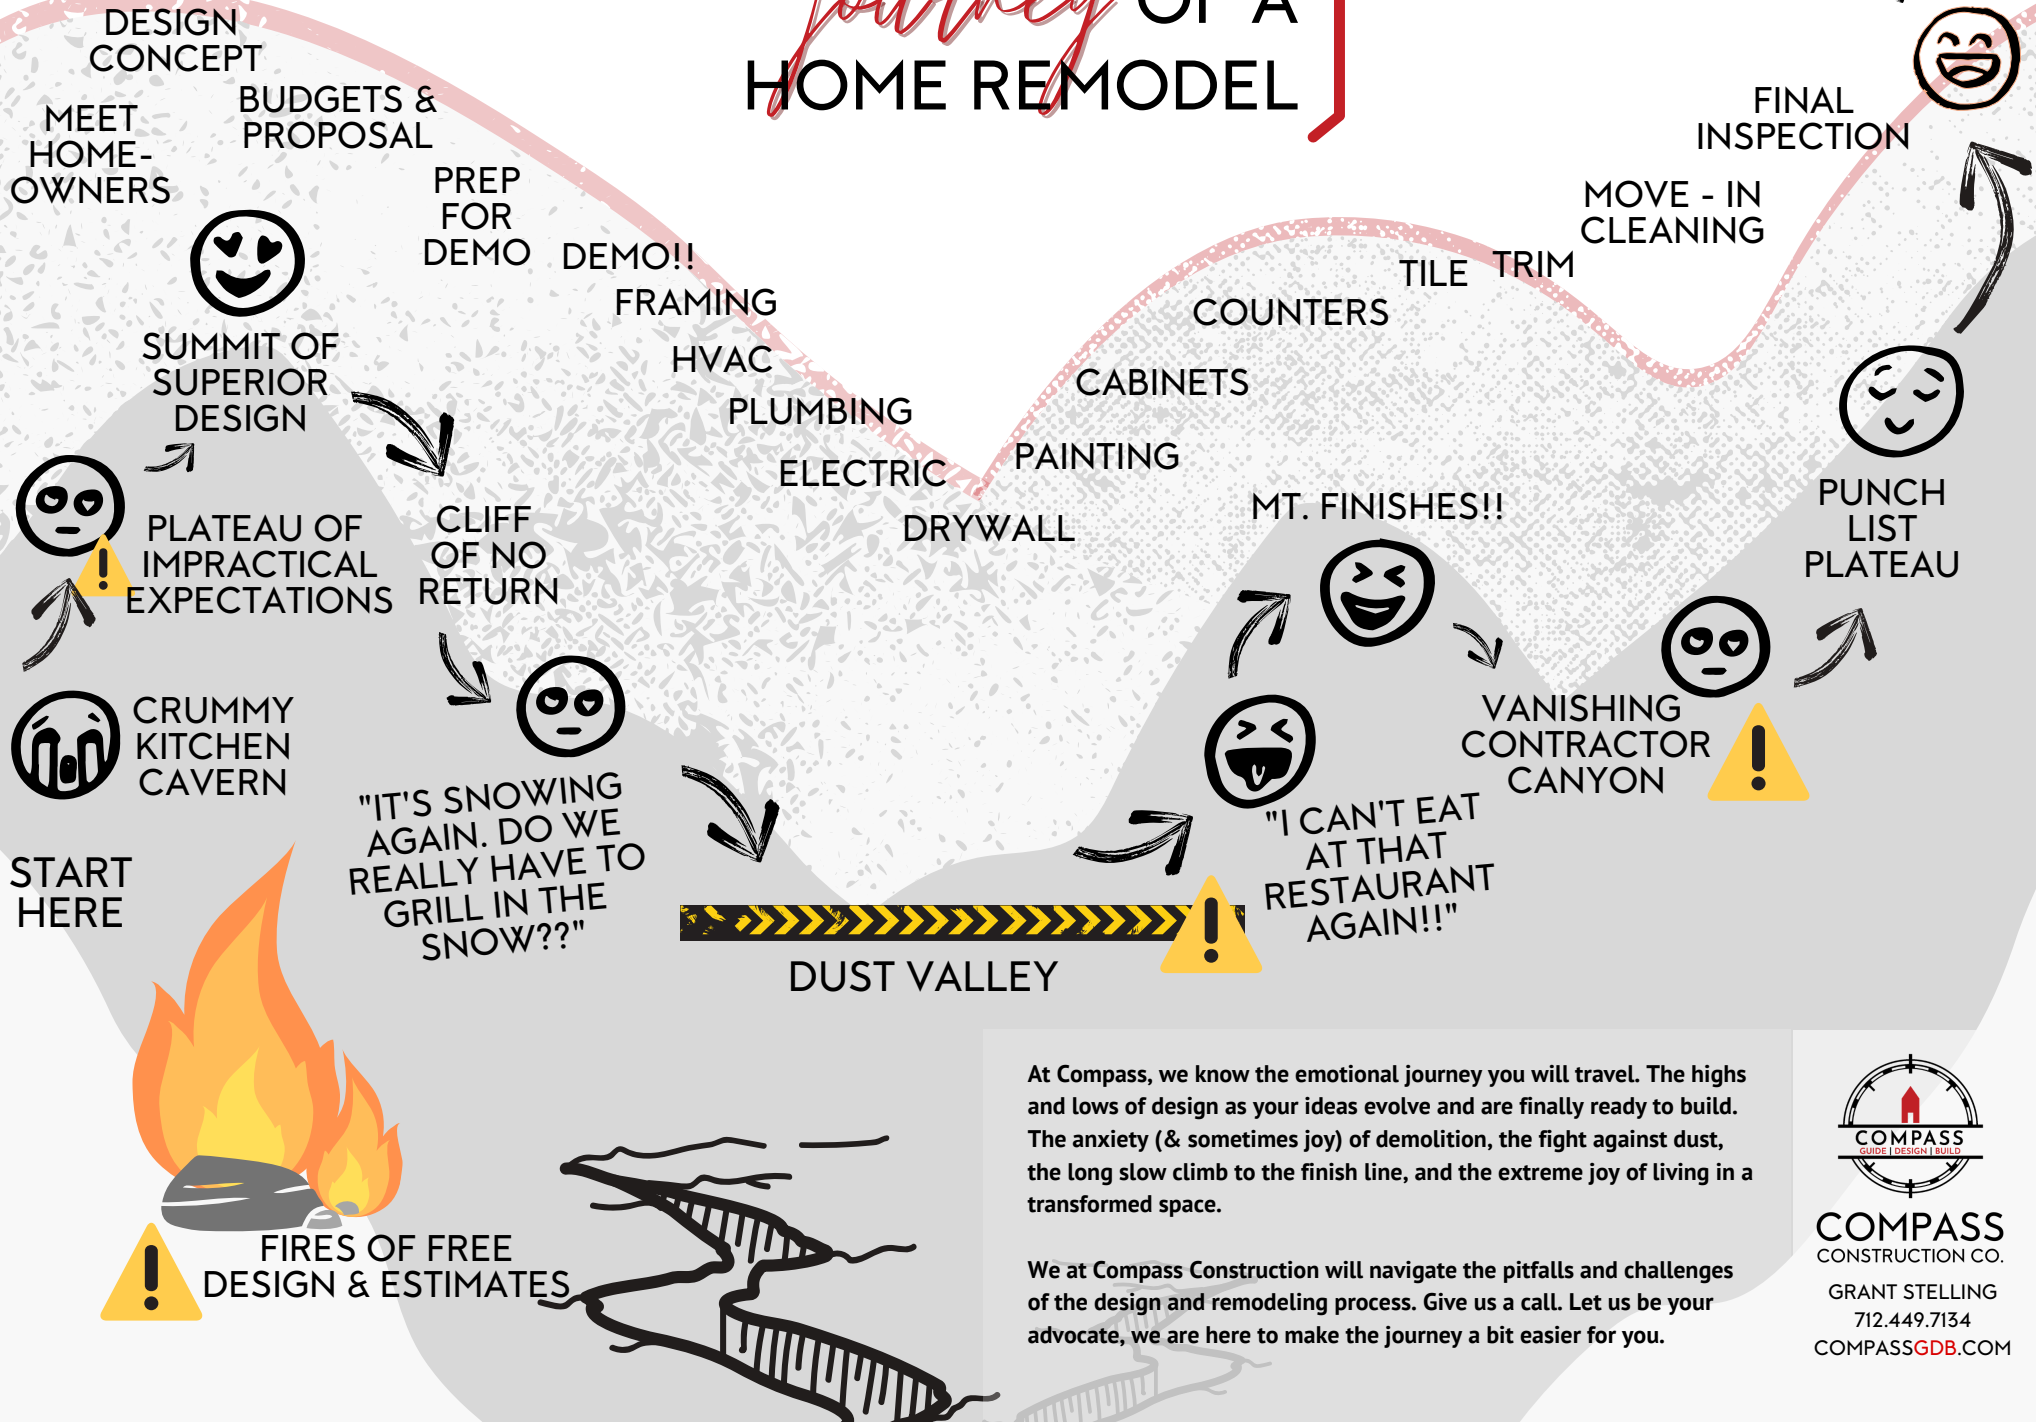 journey OF A
HOME REMODEL
DESIGN
CONCEPT
MEET
HOME-
OWNERS
BUDGETS &
PROPOSAL
PREP
FOR
DEMO
DEMO!!
FRAMING
HVAC
PLUMBING
ELECTRIC
DRYWALL
PAINTING
CABINETS
COUNTERS
TILE
TRIM
MOVE - IN
CLEANING
FINAL
INSPECTION
SUMMIT OF
SUPERIOR
DESIGN
PLATEAU OF
IMPRACTICAL
EXPECTATIONS
CRUMMY
KITCHEN
CAVERN
START
HERE
CLIFF
OF NO
RETURN
"IT'S SNOWING
AGAIN. DO WE
REALLY HAVE TO
GRILL IN THE
SNOW??"
DUST VALLEY
"I CAN'T EAT
AT THAT
RESTAURANT
AGAIN!!"
MT. FINISHES!!
VANISHING
CONTRACTOR
CANYON
PUNCH
LIST
PLATEAU
FIRES OF FREE
DESIGN & ESTIMATES
At Compass, we know the emotional journey you will travel. The highs
and lows of design as your ideas evolve and are finally ready to build.
The anxiety (& sometimes joy) of demolition, the fight against dust,
the long slow climb to the finish line, and the extreme joy of living in a
transformed space.
We at Compass Construction will navigate the pitfalls and challenges
of the design and remodeling process. Give us a call. Let us be your
advocate, we are here to make the journey a bit easier for you.
COMPASS
GUIDE | DESIGN | BUILD
COMPASS
CONSTRUCTION CO.
GRANT STELLING
712.449.7134
COMPASSGDB.COM